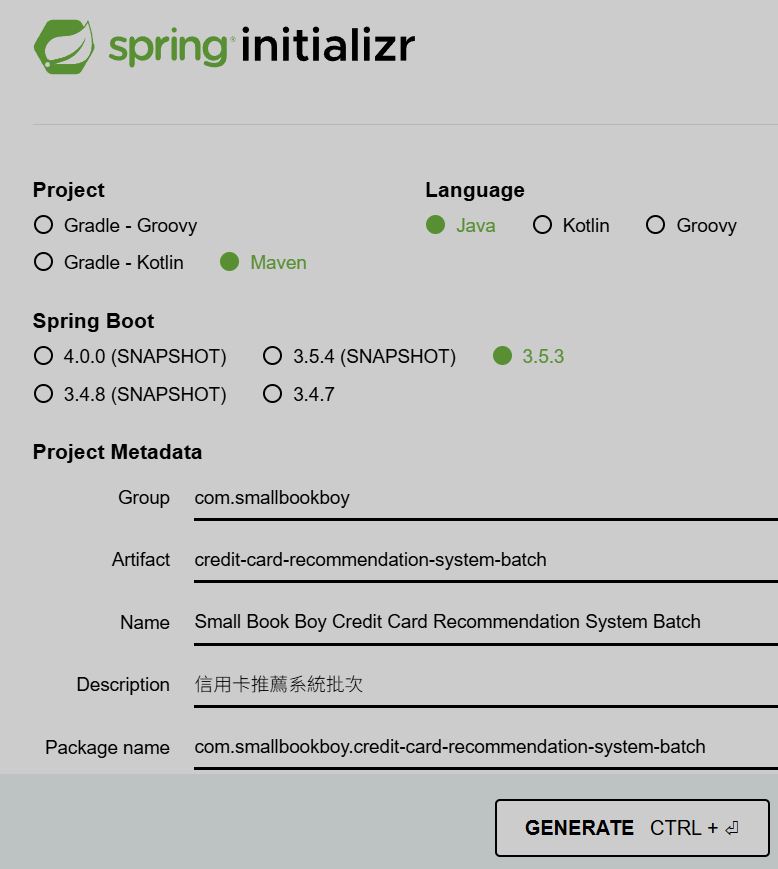 spring initializr
Project
Gradle - Groovy
Gradle - Kotlin Maven
Language
Java Kotlin Groovy
Spring Boot
4.0.0 (SNAPSHOT) 3.5.4 (SNAPSHOT) 3.5.3
3.4.8 (SNAPSHOT) 3.4.7
Project Metadata
Group com.smallbookboy
Artifact credit-card-recommendation-system-batch
Name Small Book Boy Credit Card Recommendation System Batch
Description 信用卡推薦系統批次
Package name com.smallbookboy.credit-card-recommendation-system-batch
GENERATE CTRL + ⏎